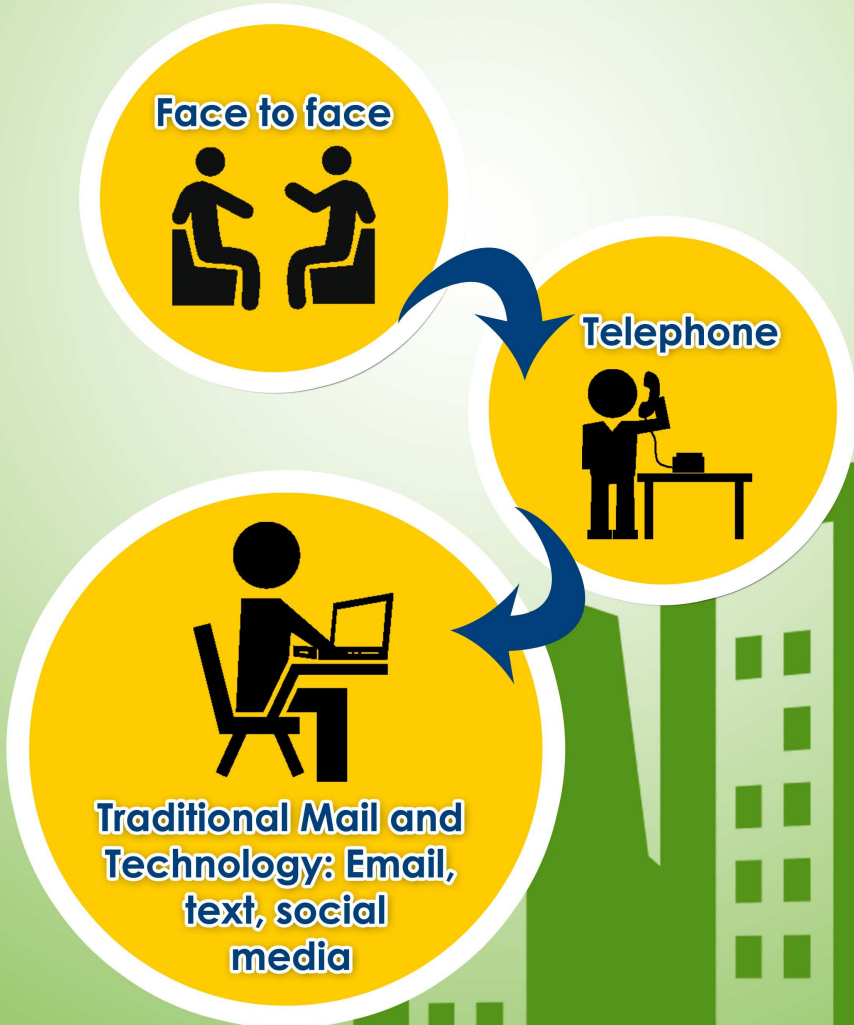 Face to face
Telephone
Traditional Mail and
Technology: Email,
text, social
media